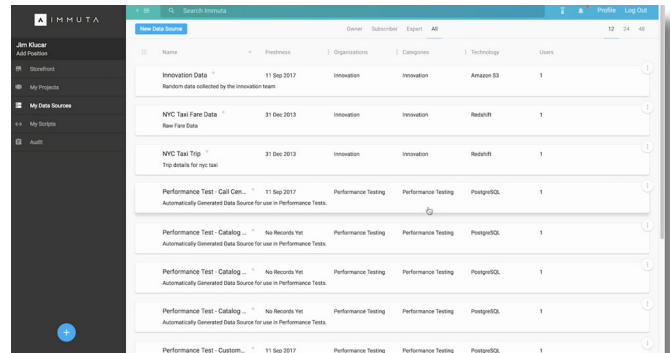 IMMUTA
Search Immuta
Profile Log Out
Jim Klucar
Add Position
Storefront
My Projects
My Data Sources
My Scripts
Audit
New Data Source
Owner Subscriber Expert All
12 24 48
Name Freshness Organizations Categories Technology Users
Innovation Data 11 Sep 2017 Innovation Innovation Amazon S3 1
Random data collected by the innovation team
NYC Taxi Fare Data 31 Dec 2013 Innovation Innovation Redshift 1
Raw Fare Data
NYC Taxi Trip 31 Dec 2013 Innovation Innovation Redshift 1
Trip details for nyc taxi
Performance Test - Call Cen... 11 Sep 2017 Performance Testing Performance Testing PostgreSQL 1
Automatically Generated Data Source for use in Performance Tests.
Performance Test - Catalog ... No Records Yet Performance Testing Performance Testing PostgreSQL 1
Automatically Generated Data Source for use in Performance Tests.
Performance Test - Catalog ... No Records Yet Performance Testing Performance Testing PostgreSQL 1
Automatically Generated Data Source for use in Performance Tests.
Performance Test - Catalog ... No Records Yet Performance Testing Performance Testing PostgreSQL 1
Automatically Generated Data Source for use in Performance Tests.
Performance Test - Custom... 11 Sep 2017 Performance Testing Performance Testing PostgreSQL 1